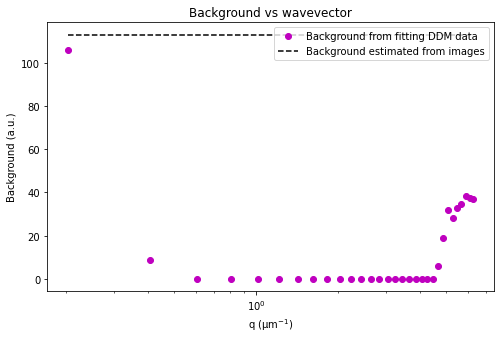 Background vs wavevector
Background from fitting DDM data
Background estimated from images
Background (a.u.)
100
80
60
40
20
0
10⁰
q (μm⁻¹)